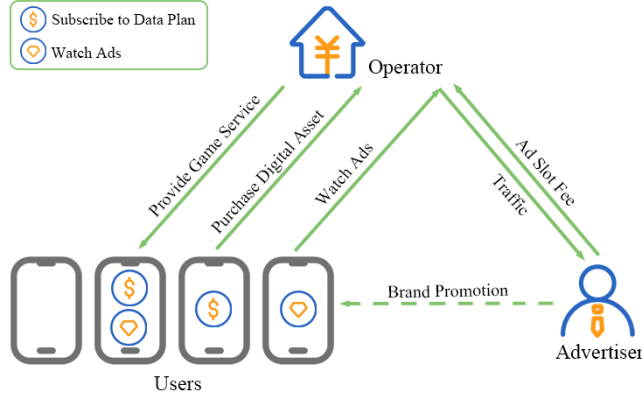 Subscribe to Data Plan
Watch Ads
Operator
Provide Game Service
Purchase Digital Asset
Watch Ads
Ad Slot Fee
Traffic
Brand Promotion
Users
Advertiser